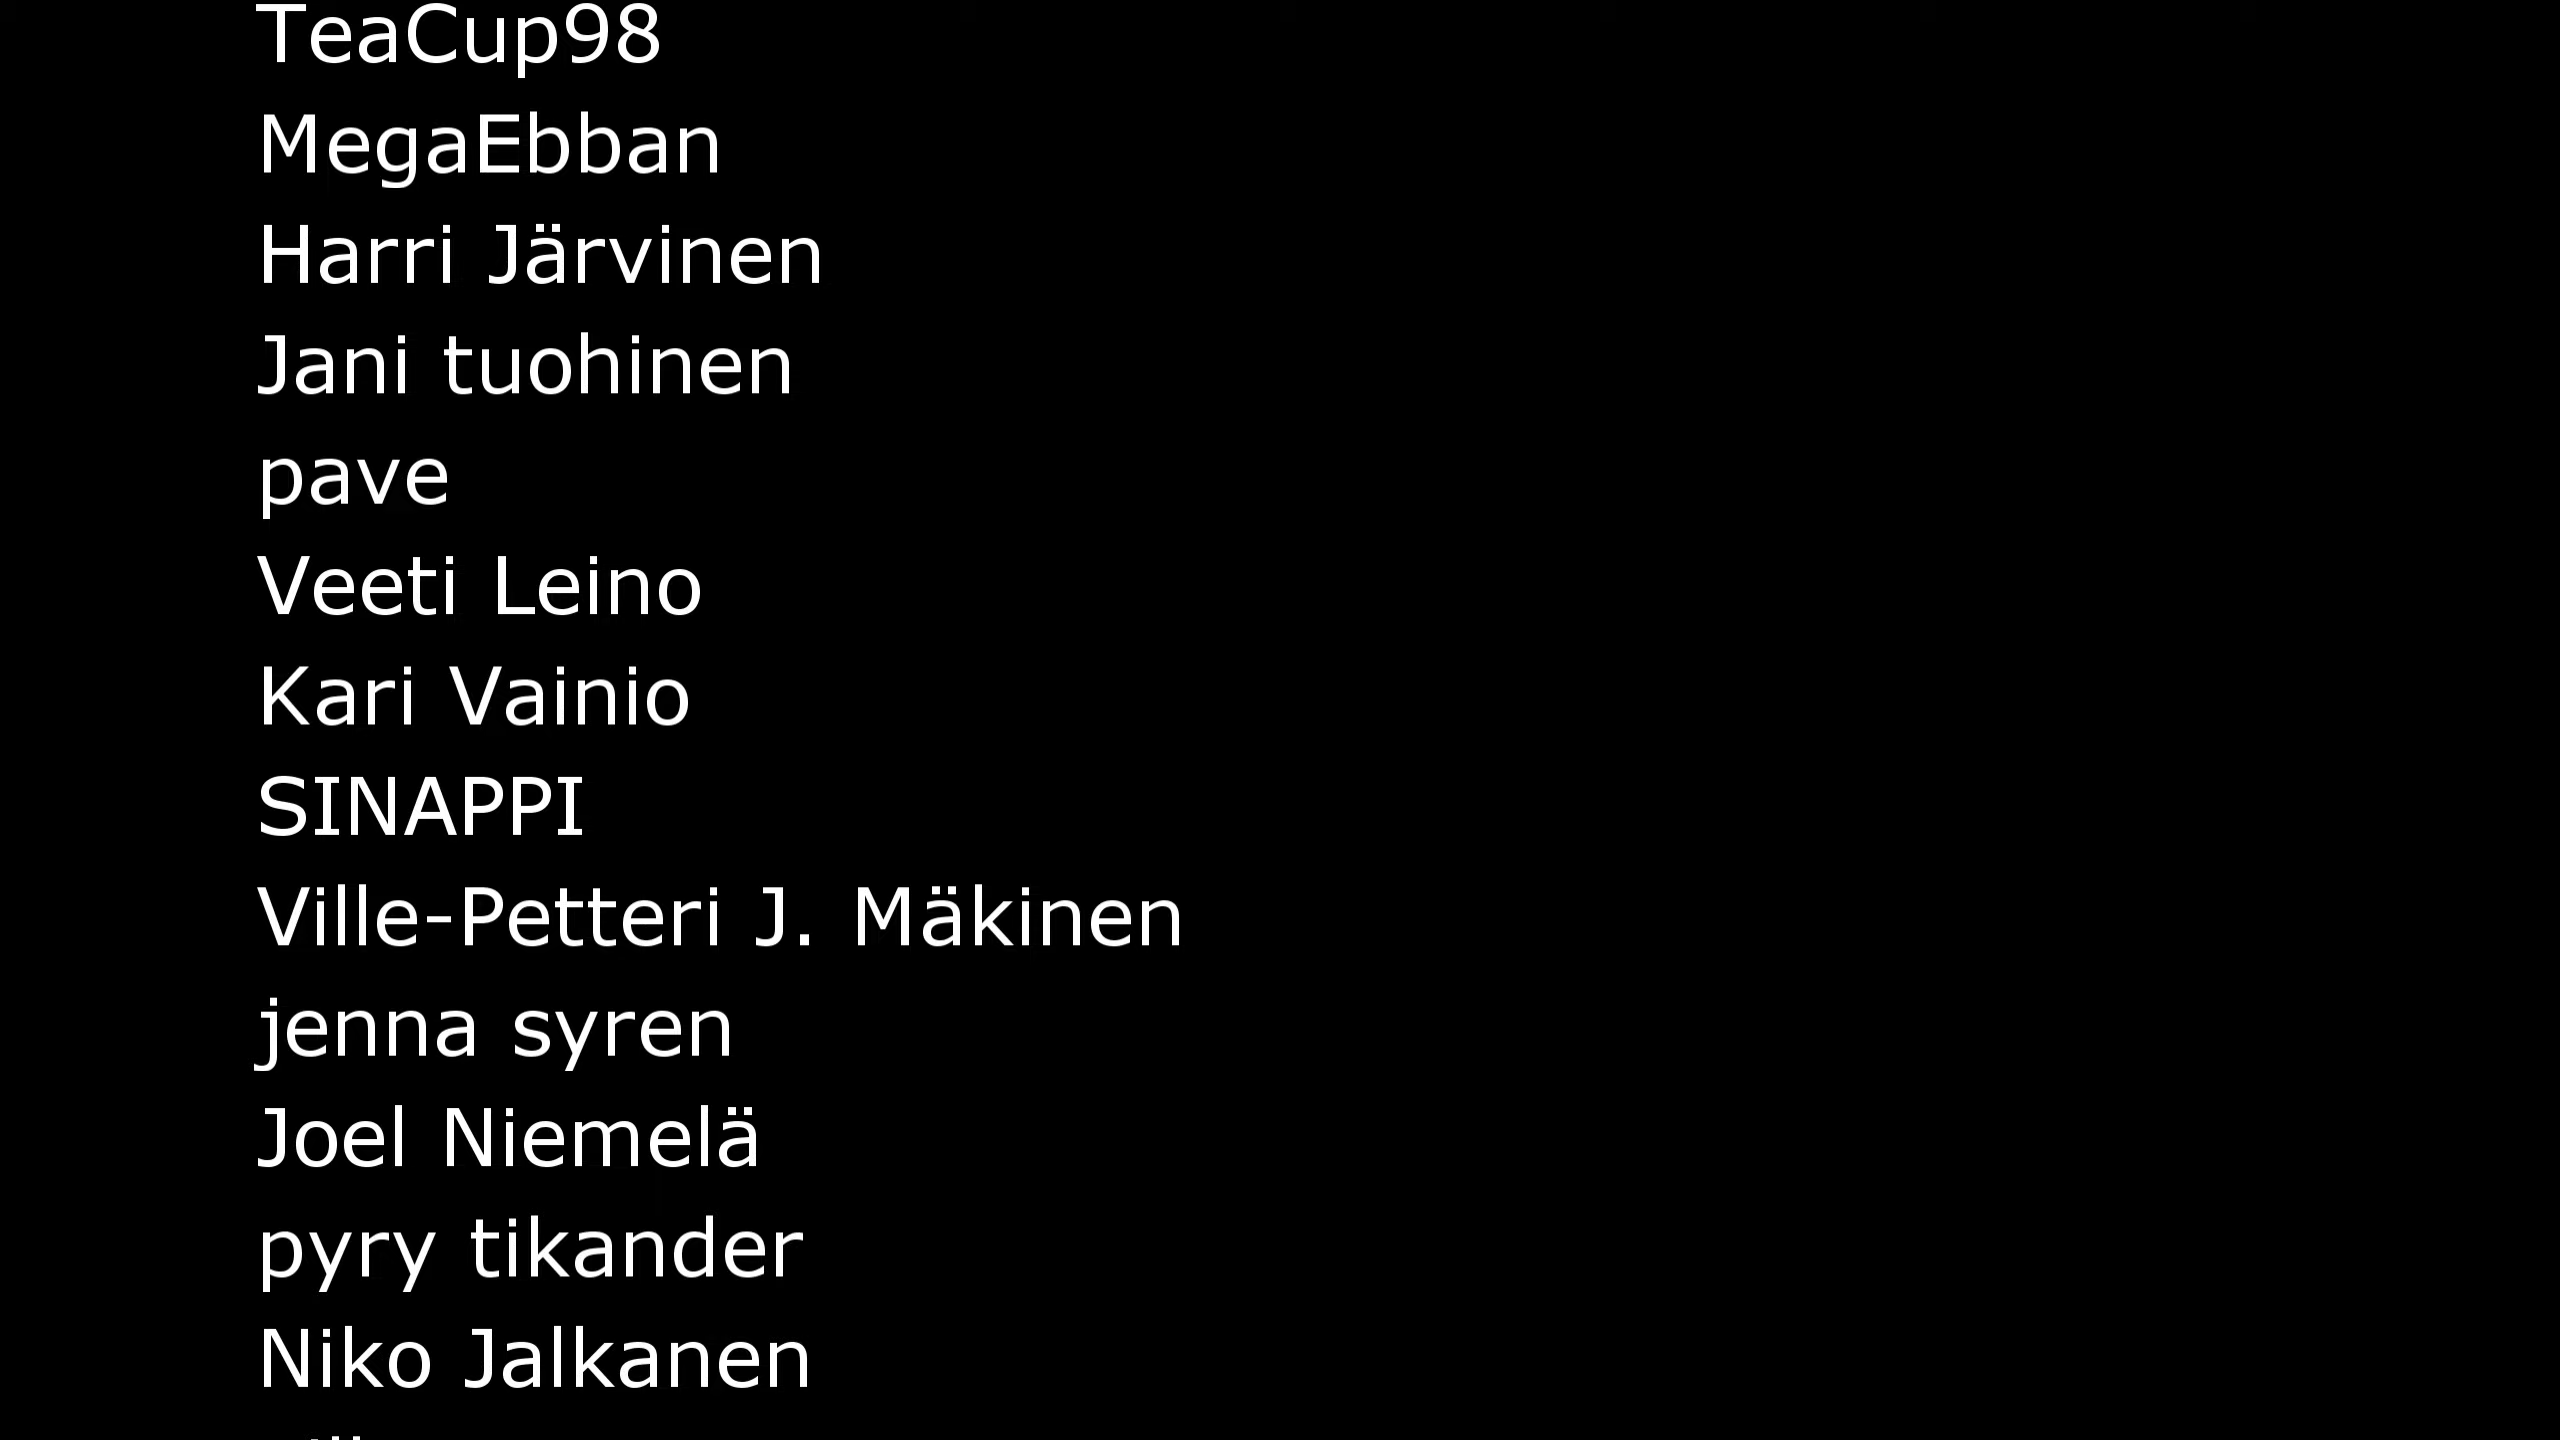 TeaCup98
MegaEbban
Harri Järvinen
Jani tuohinen
pave
Veeti Leino
Kari Vainio
SINAPPI
Ville-Petteri J. Mäkinen
jenna syren
Joel Niemelä
pyry tikander
Niko Jalkanen